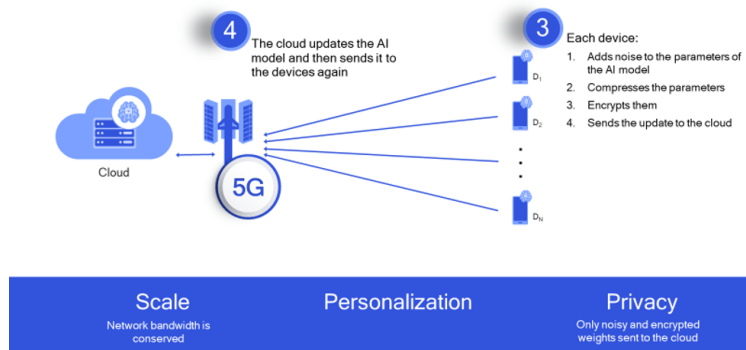 4
The cloud updates the AI
model and then sends it to
the devices again
3
Each device:
1. Adds noise to the parameters of
the AI model
2. Compresses the parameters
3. Encrypts them
4. Sends the update to the cloud
D1
D2
DN
Cloud
5G
Scale
Network bandwidth is
conserved
Personalization
Privacy
Only noisy and encrypted
weights sent to the cloud